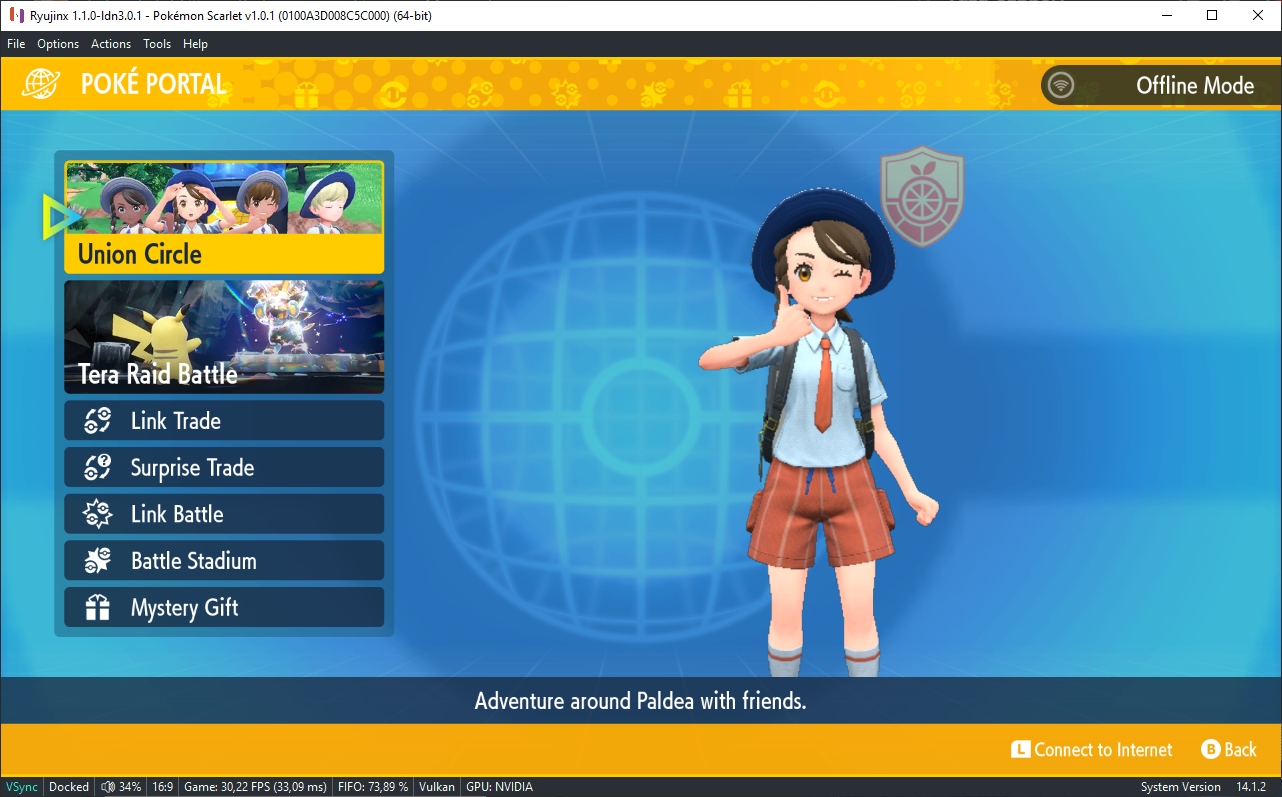 Ryujinx 1.1.0-ldn3.0.1 - Pokémon Scarlet v1.0.1 (0100A3D008C5C000) (64-bit)
File Options Actions Tools Help
POKÉ PORTAL
Offline Mode
Union Circle
Tera Raid Battle
Link Trade
Surprise Trade
Link Battle
Battle Stadium
Mystery Gift
Adventure around Paldea with friends.
L Connect to Internet B Back
VSync Docked 34% 16:9 Game: 30,22 FPS (33,09 ms) FIFO: 73,89 % Vulkan GPU: NVIDIA System Version 14.1.2